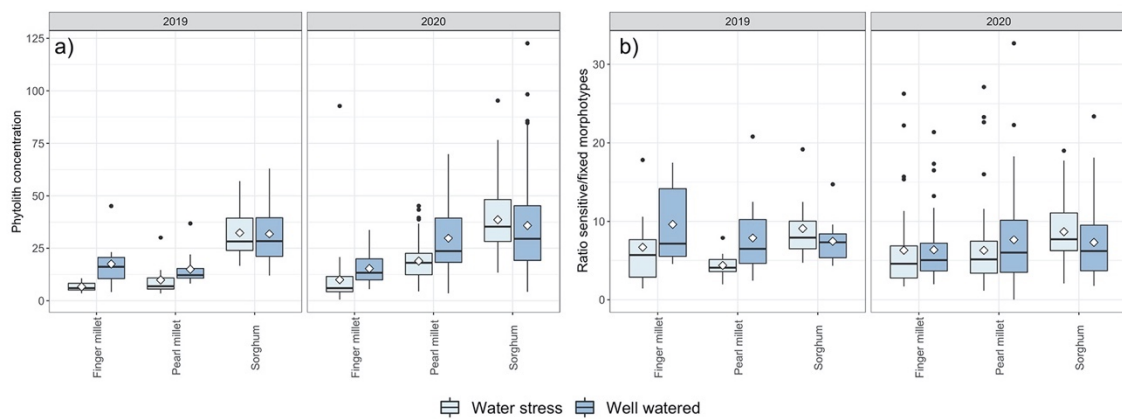 2019 2020
a)
Phytolith concentration
125
100
75
50
25
0
Finger millet Pearl millet Sorghum Finger millet Pearl millet Sorghum
2019 2020
b)
Ratio sensitive/fixed morphotypes
30
20
10
0
Finger millet Pearl millet Sorghum Finger millet Pearl millet Sorghum
Water stress Well watered